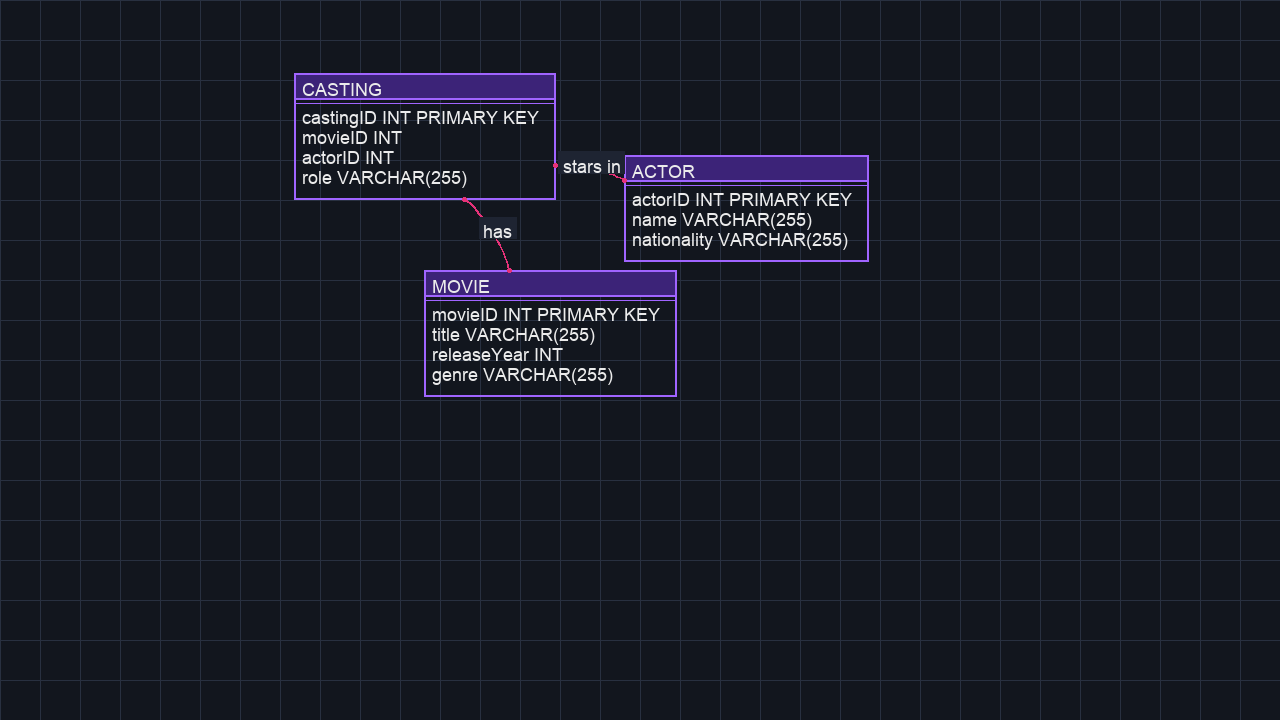 CASTING
castingID INT PRIMARY KEY
movieID INT
actorID INT
role VARCHAR(255)
stars in
ACTOR
actorID INT PRIMARY KEY
name VARCHAR(255)
nationality VARCHAR(255)
has
MOVIE
movieID INT PRIMARY KEY
title VARCHAR(255)
releaseYear INT
genre VARCHAR(255)